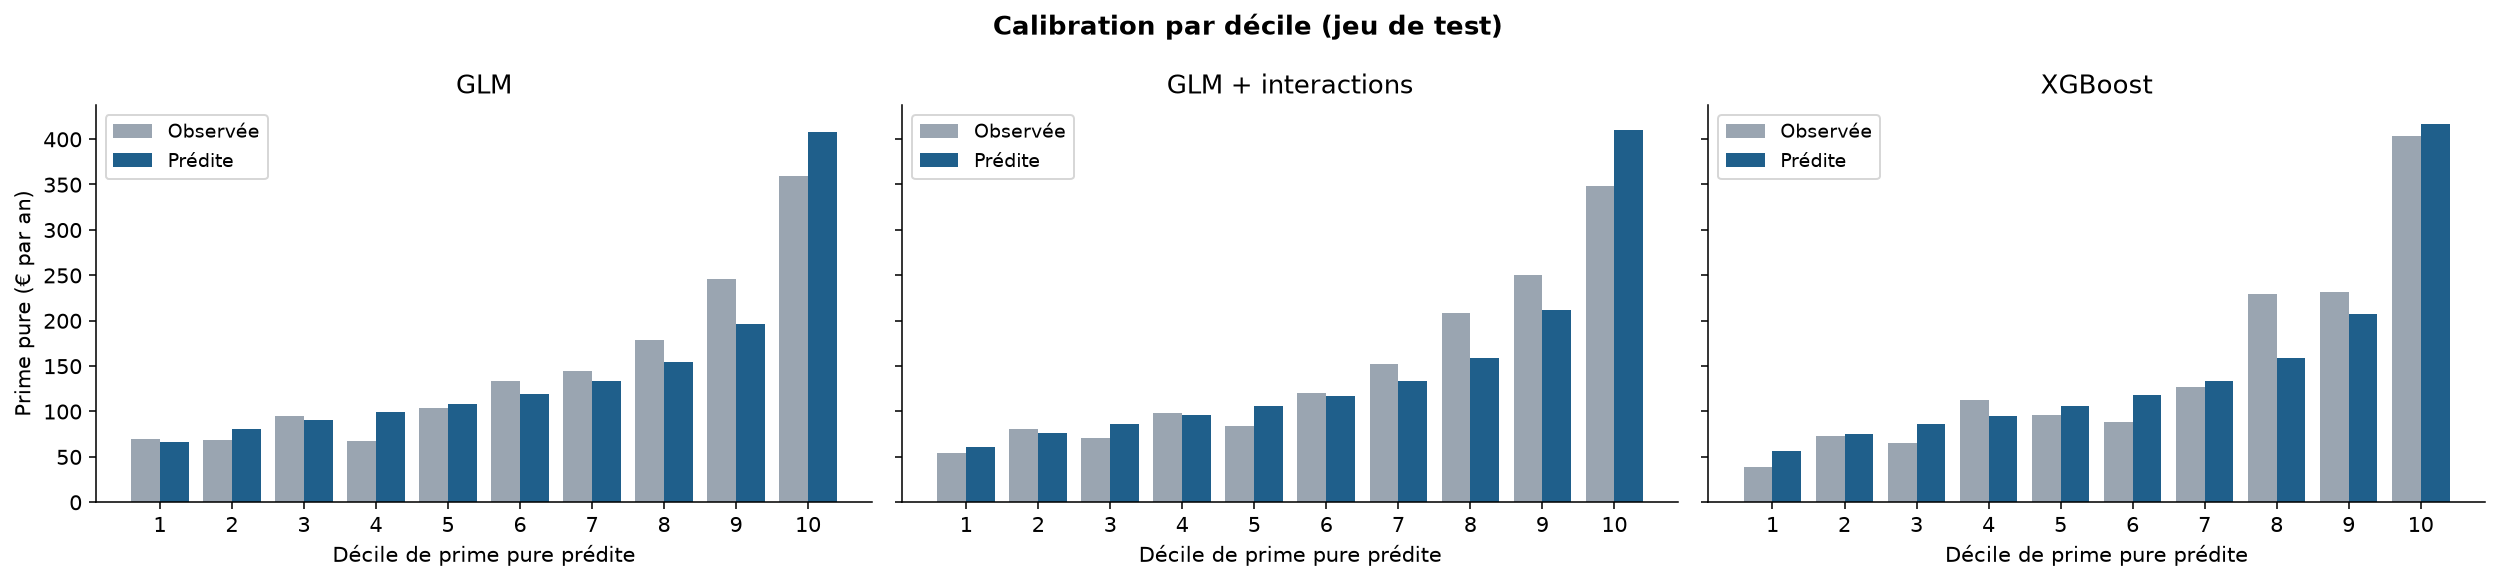 Calibration par décile (jeu de test)
GLM
Observée
Prédite
Prime pure (€ par an)
400
350
300
250
200
150
100
50
0
1 2 3 4 5 6 7 8 9 10
Décile de prime pure prédite
GLM + interactions
Observée
Prédite
1 2 3 4 5 6 7 8 9 10
Décile de prime pure prédite
XGBoost
Observée
Prédite
1 2 3 4 5 6 7 8 9 10
Décile de prime pure prédite